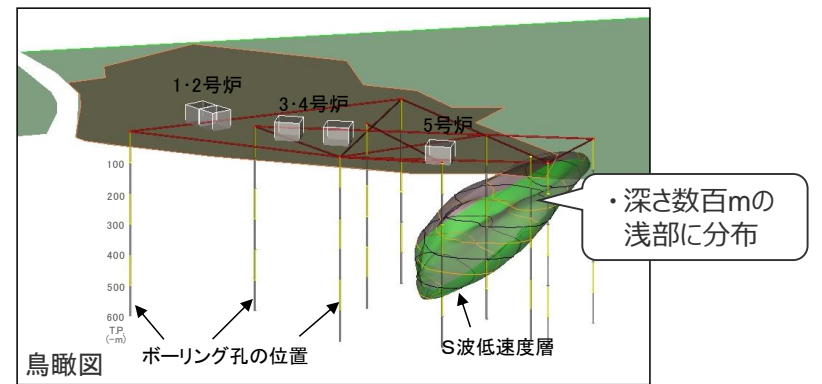 1・2号炉
3・4号炉
5号炉
100
200
300
400
500
600
T.P.
(-m)
・深さ数百mの
浅部に分布
ボーリング孔の位置
S波低速度層
鳥瞰図